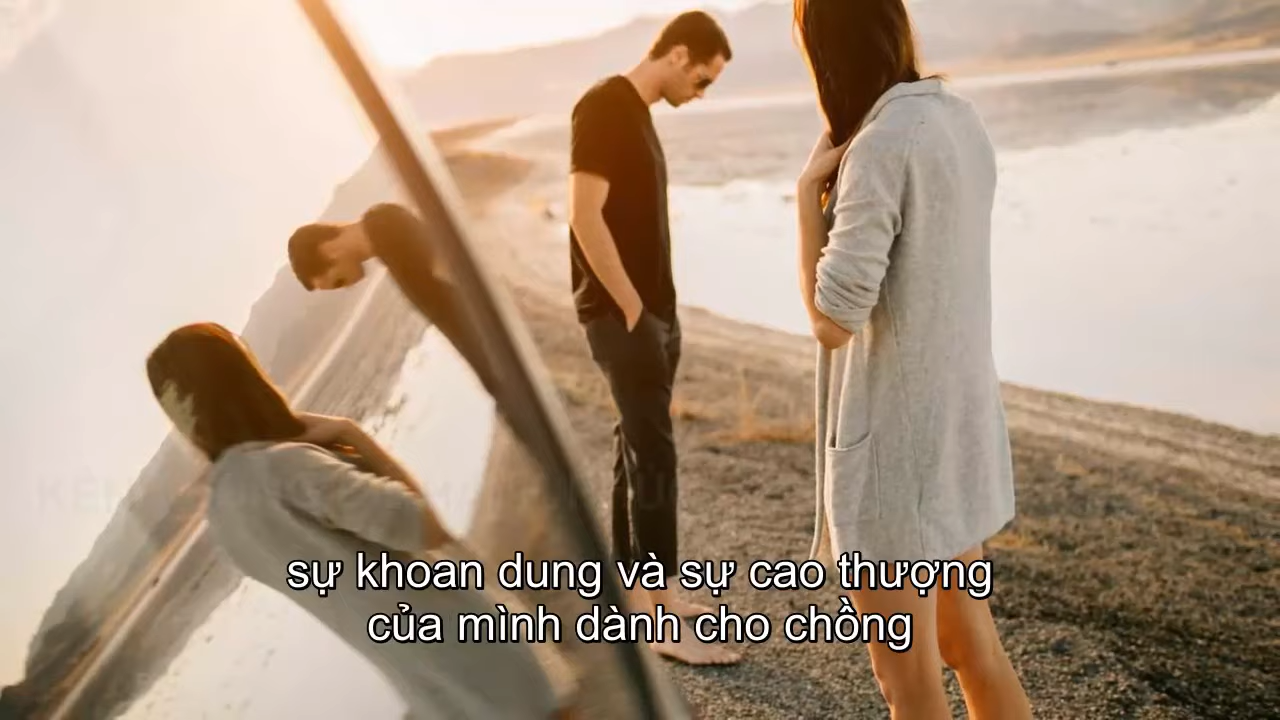 sự khoan dung và sự cao thượng
của mình dành cho chồng